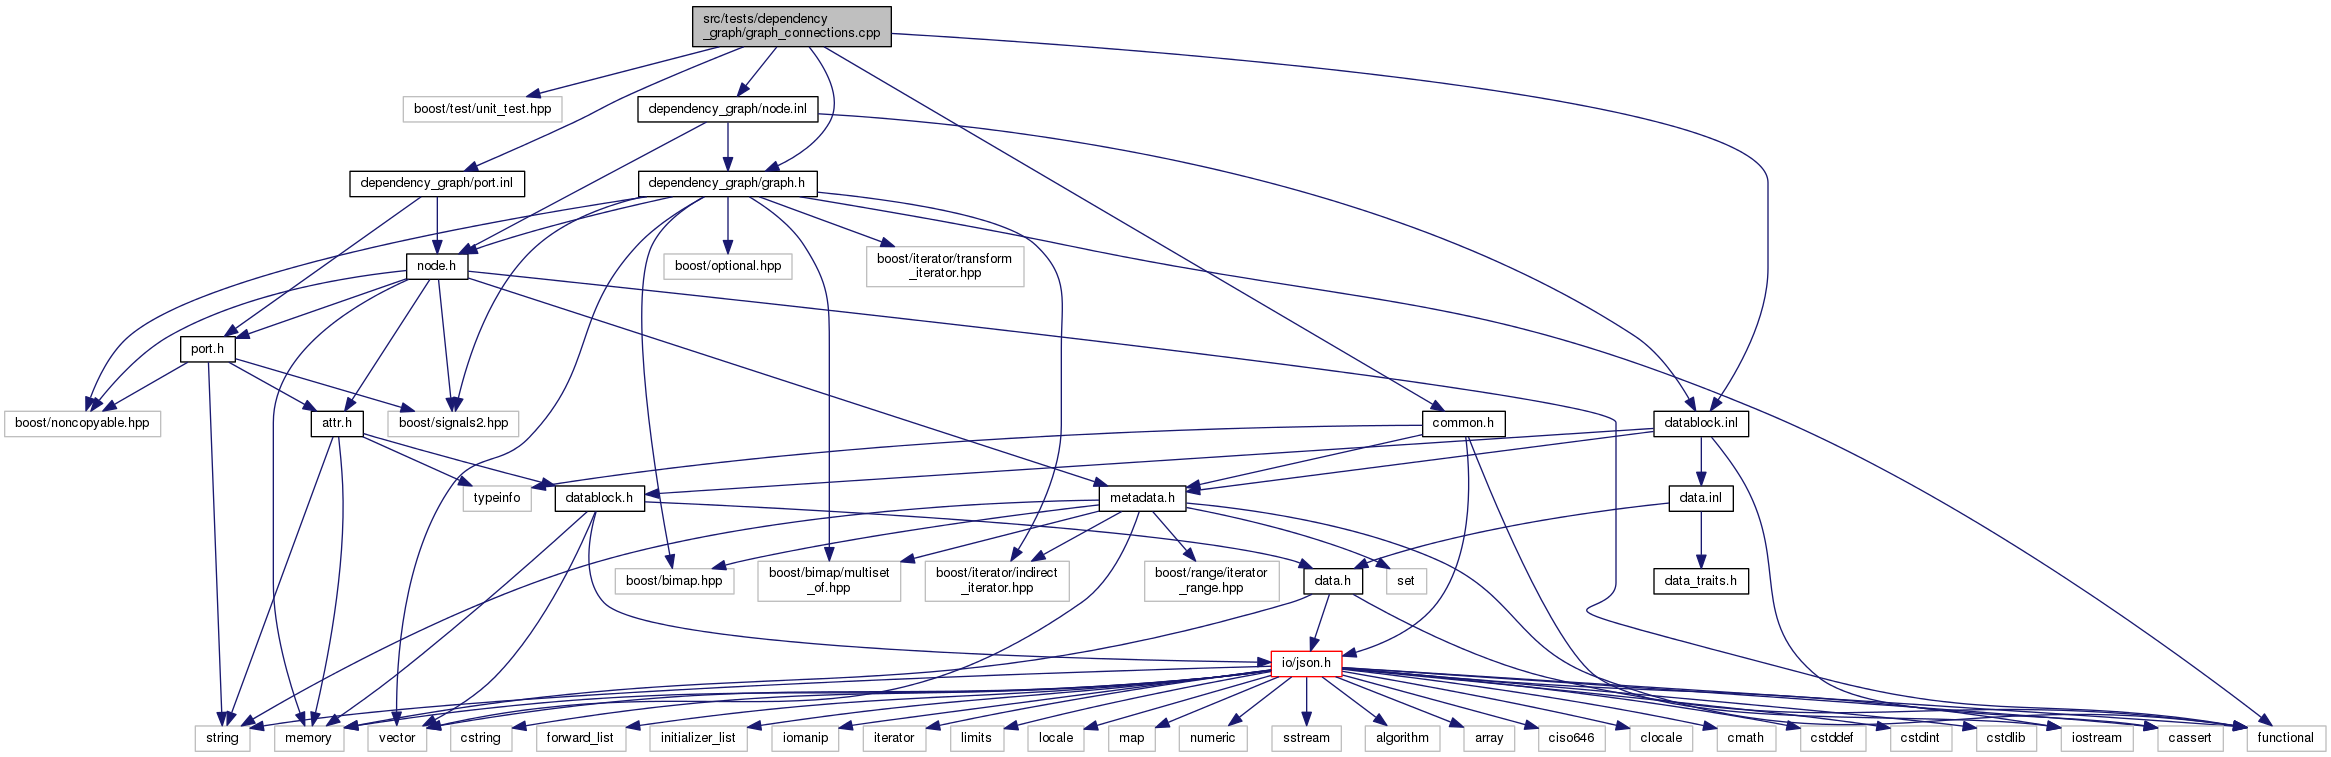 src/tests/dependency
_graph/graph_connections.cpp
boost/test/unit_test.hpp
dependency_graph/node.inl
dependency_graph/port.inl
dependency_graph/graph.h
node.h
boost/optional.hpp
boost/iterator/transform
_iterator.hpp
port.h
boost/noncopyable.hpp
attr.h
boost/signals2.hpp
common.h
datablock.inl
typeinfo
datablock.h
metadata.h
data.inl
boost/bimap.hpp
boost/bimap/multiset
_of.hpp
boost/iterator/indirect
_iterator.hpp
boost/range/iterator
_range.hpp
data.h
set
data_traits.h
io/json.h
string
memory
vector
cstring
forward_list
initializer_list
iomanip
iterator
limits
locale
map
numeric
sstream
algorithm
array
ciso646
clocale
cmath
cstddef
cstdint
cstdlib
iostream
cassert
functional